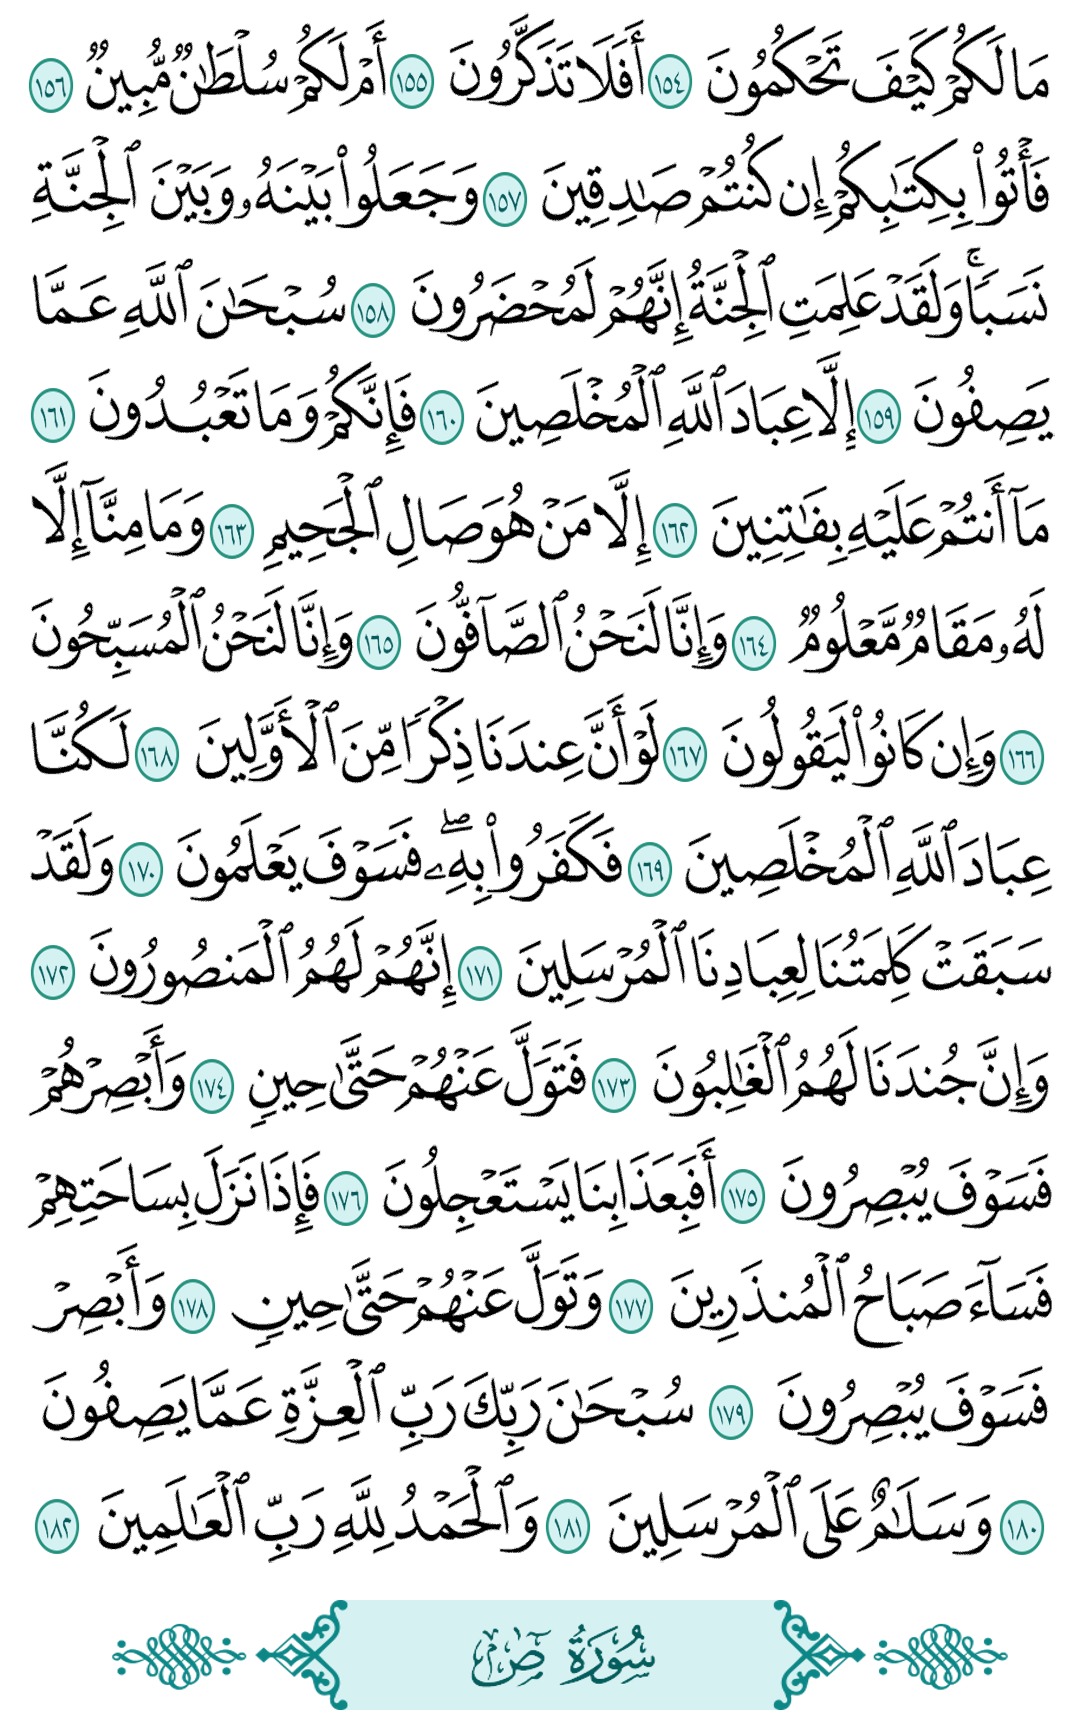 مَا لَكُمْ كَيْفَ تَحْكُمُونَ ١٥٤ أَفَلَا تَذَكَّرُونَ ١٥٥ أَمْ لَكُمْ سُلْطَٰنٌ مُّبِينٌ ١٥٦
فَأْتُوا۟ بِكِتَٰبِكُمْ إِن كُنتُمْ صَٰدِقِينَ ١٥٧ وَجَعَلُوا۟ بَيْنَهُۥ وَبَيْنَ ٱلْجِنَّةِ
نَسَبًاۚ وَلَقَدْ عَلِمَتِ ٱلْجِنَّةُ إِنَّهُمْ لَمُحْضَرُونَ ١٥٨ سُبْحَٰنَ ٱللَّهِ عَمَّا
يَصِفُونَ ١٥٩ إِلَّا عِبَادَ ٱللَّهِ ٱلْمُخْلَصِينَ ١٦٠ فَإِنَّكُمْ وَمَا تَعْبُدُونَ ١٦١
مَآ أَنتُمْ عَلَيْهِ بِفَٰتِنِينَ ١٦٢ إِلَّا مَنْ هُوَ صَالِ ٱلْجَحِيمِ ١٦٣ وَمَا مِنَّآ إِلَّا
لَهُۥ مَقَامٌ مَّعْلُومٌ ١٦٤ وَإِنَّا لَنَحْنُ ٱلصَّآفُّونَ ١٦٥ وَإِنَّا لَنَحْنُ ٱلْمُسَبِّحُونَ
١٦٦ وَإِن كَانُوا۟ لَيَقُولُونَ ١٦٧ لَوْ أَنَّ عِندَنَا ذِكْرًا مِّنَ ٱلْأَوَّلِينَ ١٦٨ لَكُنَّا
عِبَادَ ٱللَّهِ ٱلْمُخْلَصِينَ ١٦٩ فَكَفَرُوا۟ بِهِۦۖ فَسَوْفَ يَعْلَمُونَ ١٧٠ وَلَقَدْ
سَبَقَتْ كَلِمَتُنَا لِعِبَادِنَا ٱلْمُرْسَلِينَ ١٧١ إِنَّهُمْ لَهُمُ ٱلْمَنصُورُونَ ١٧٢
وَإِنَّ جُندَنَا لَهُمُ ٱلْغَٰلِبُونَ ١٧٣ فَتَوَلَّ عَنْهُمْ حَتَّىٰ حِينٍ ١٧٤ وَأَبْصِرْهُمْ
فَسَوْفَ يُبْصِرُونَ ١٧٥ أَفَبِعَذَابِنَا يَسْتَعْجِلُونَ ١٧٦ فَإِذَا نَزَلَ بِسَاحَتِهِمْ
فَسَآءَ صَبَاحُ ٱلْمُنذَرِينَ ١٧٧ وَتَوَلَّ عَنْهُمْ حَتَّىٰ حِينٍ ١٧٨ وَأَبْصِرْ
فَسَوْفَ يُبْصِرُونَ ١٧٩ سُبْحَٰنَ رَبِّكَ رَبِّ ٱلْعِزَّةِ عَمَّا يَصِفُونَ
١٨٠ وَسَلَٰمٌ عَلَى ٱلْمُرْسَلِينَ ١٨١ وَٱلْحَمْدُ لِلَّهِ رَبِّ ٱلْعَٰلَمِينَ ١٨٢
سُورَةُ صٓ